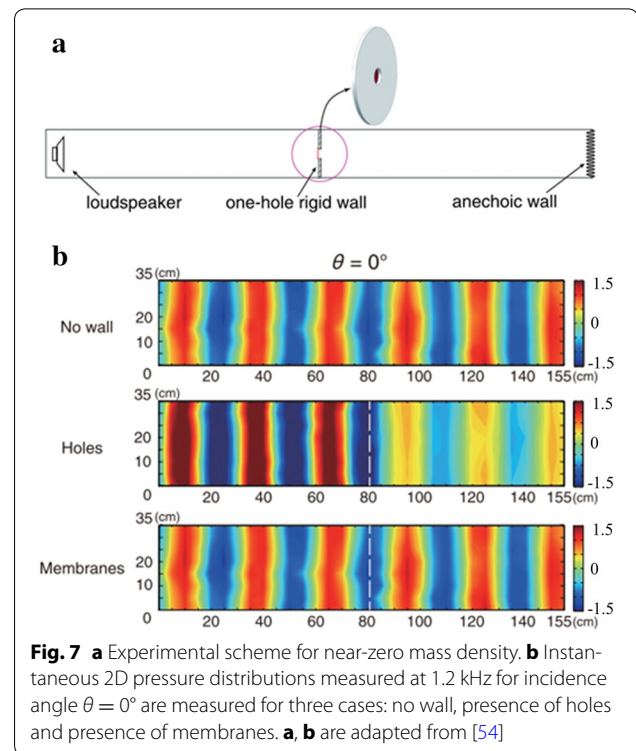 a
loudspeaker
one-hole rigid wall
anechoic wall
b
θ = 0°
35 (cm)
20
10
0
No wall
20 40 60 80 100 120 140 155(cm)
1.5
0
-1.5
35 (cm)
30
20
10
0
Holes
20 40 60 80 100 120 140 155(cm)
1.5
0
-1.5
35 (cm)
20
10
0
Membranes
20 40 60 80 100 120 140 155(cm)
1.5
0
-1.5
Fig. 7 a Experimental scheme for near-zero mass density. b Instan-
taneous 2D pressure distributions measured at 1.2 kHz for incidence
angle θ = 0° are measured for three cases: no wall, presence of holes
and presence of membranes. a, b are adapted from [54]